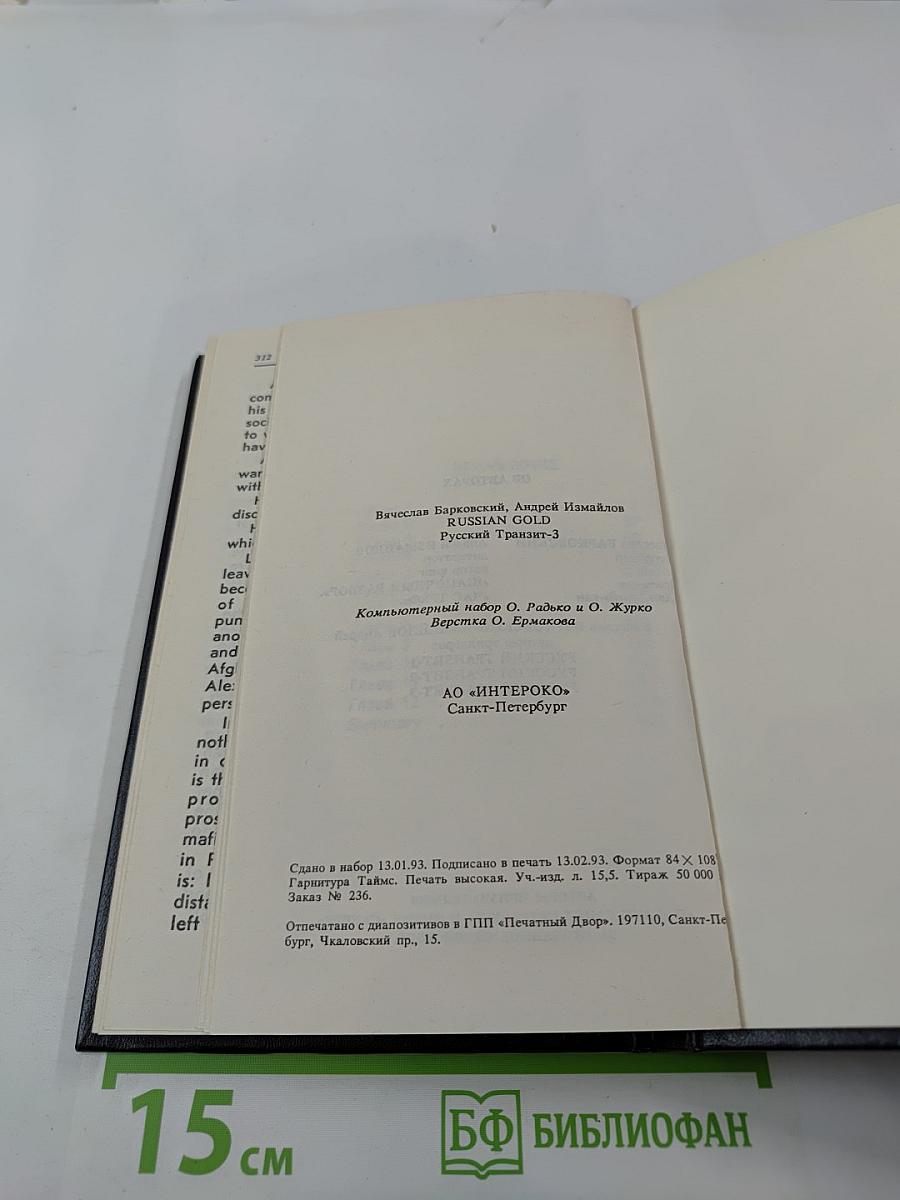 312
con
his
soci
to
hav
war
with
disc
whi
leav
bec
of
pun
ano
and
Afg
Ale
pers
noth
in
is th
pro
pros
mafi
in
is:
dista
left
Вячеслав Барковский, Андрей Измайлов
RUSSIAN GOLD
Русский Транзит-3
Компьютерный набор О. Радько и О. Журко
Верстка О. Ермакова
АО «ИНТЕРОКО»
Санкт-Петербург
Сдано в набор 13.01.93. Подписано в печать 13.02.93. Формат 84×108
Гарнитура Таймс. Печать высокая. Уч.-изд. л. 15,5. Тираж 50 000
Заказ № 236.
Отпечатано с диапозитивов в ГПП «Печатный Двор». 197110, Санкт-Пе
бург, Чкаловский пр., 15.
15 см
БФ БИБЛИОФАН